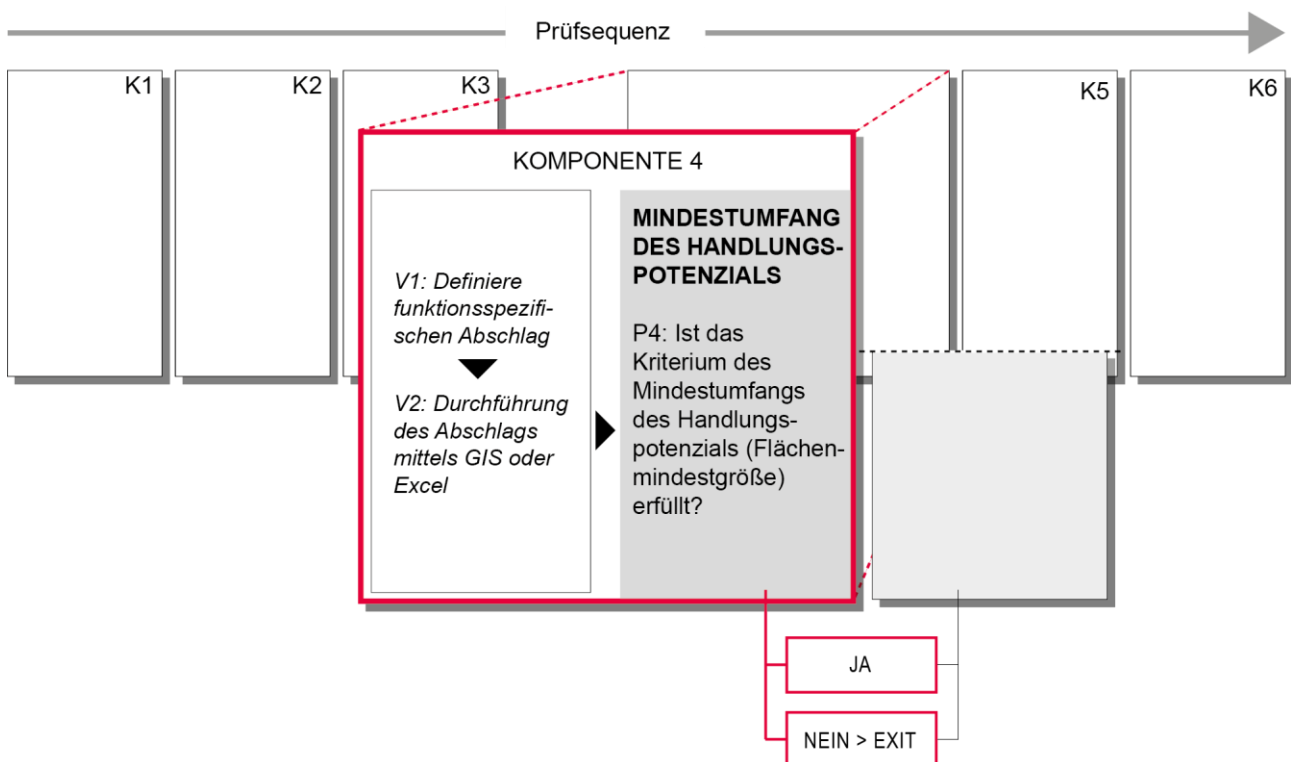 Prüfsequenz
K1
K2
K3
K5
K6
KOMPONENTE 4
V1: Definiere
funktionsspezifi-
schen Abschlag
V2: Durchführung
des Abschlags
mittels GIS oder
Excel
MINDESTUMFANG
DES HANDLUNGS-
POTENZIALS
P4: Ist das
Kriterium des
Mindestumfangs
des Handlungs-
potenzials (Flächen-
mindestgröße)
erfüllt?
JA
NEIN > EXIT